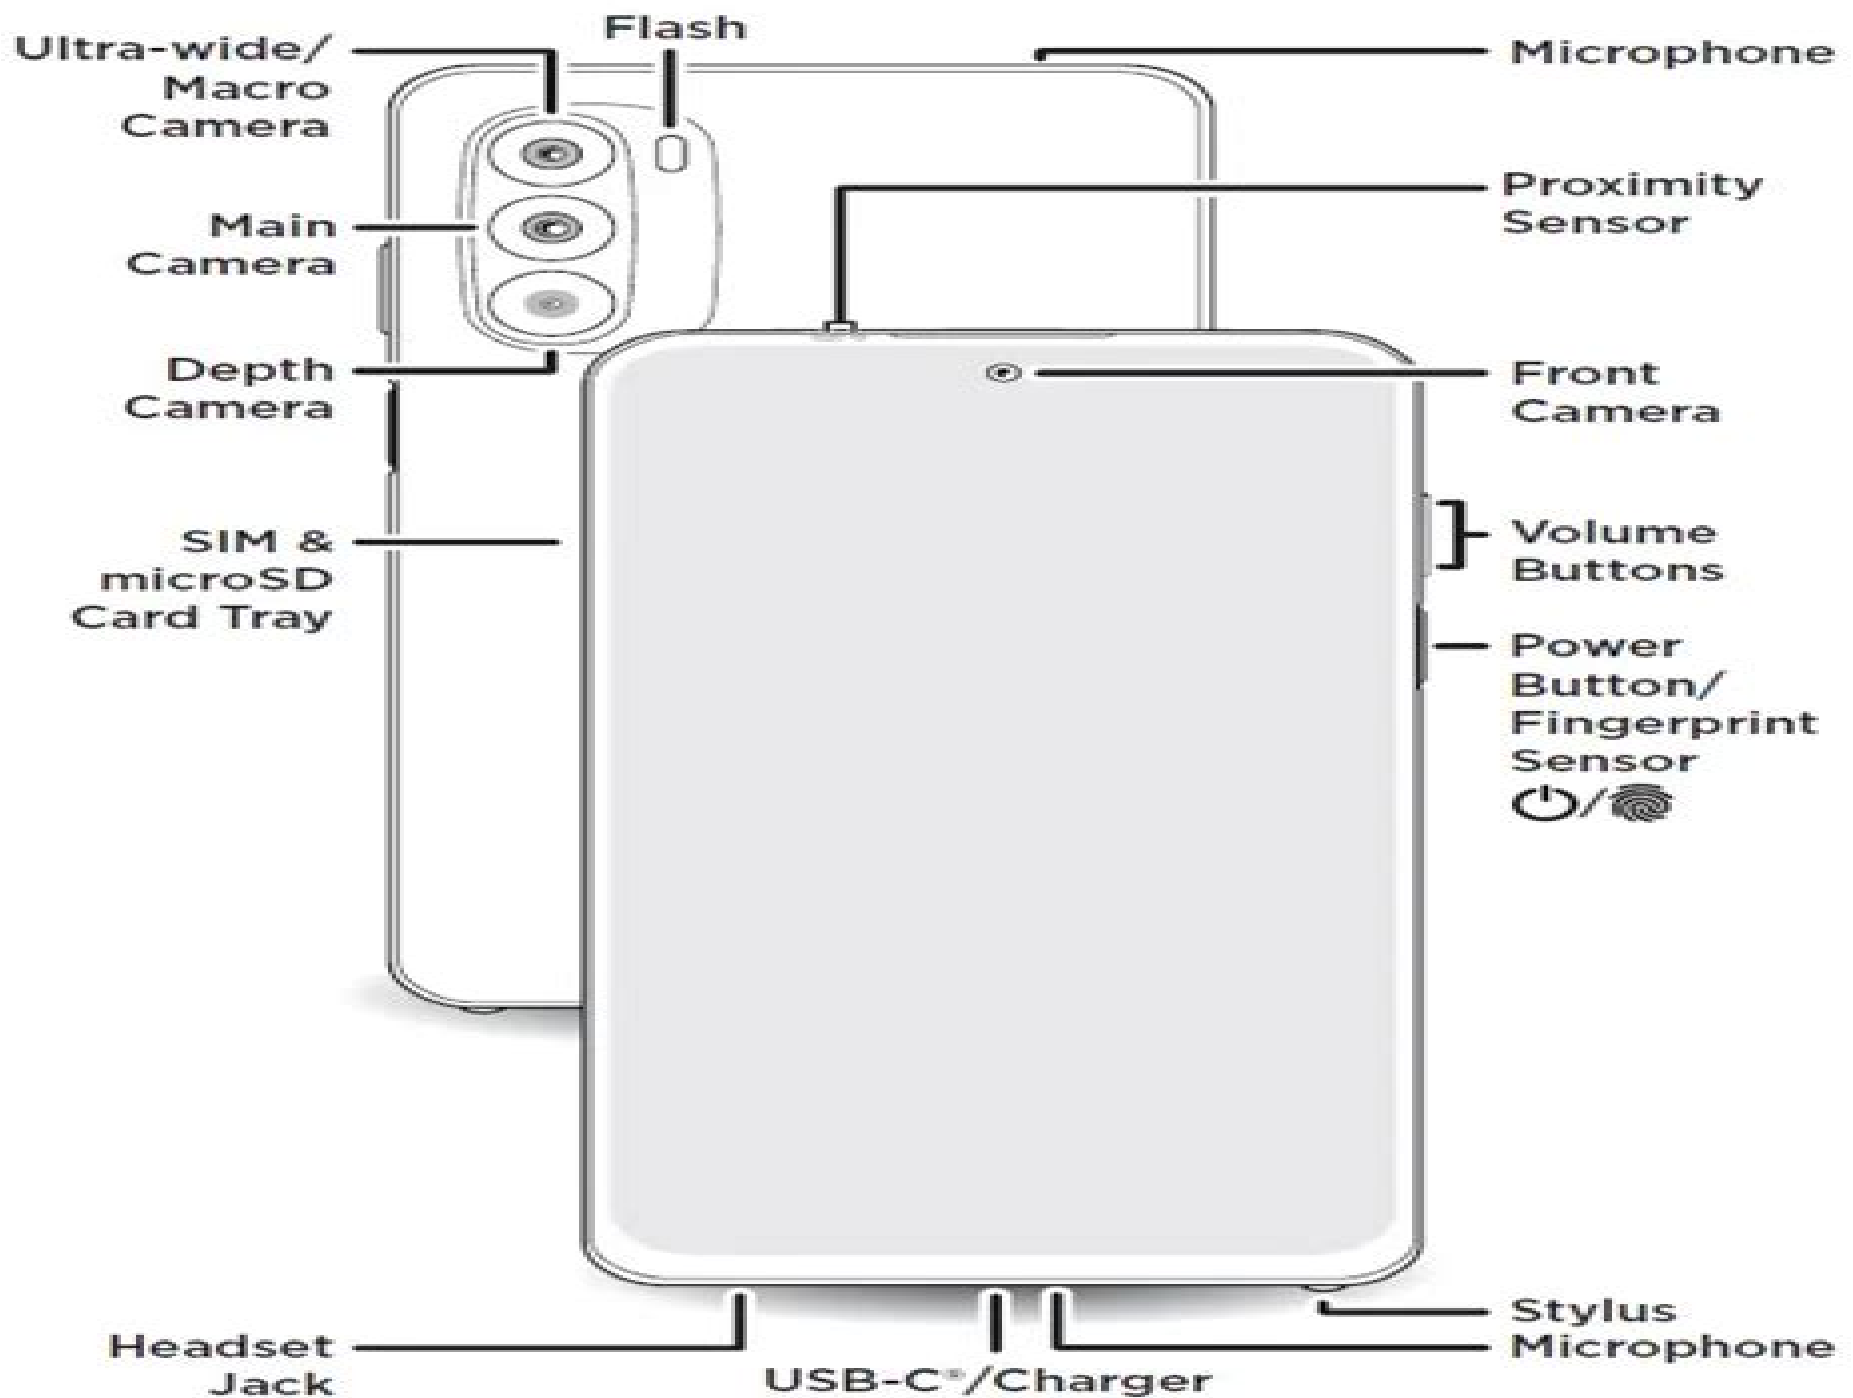 Flash
Ultra-wide/
Macro
Camera
Main
Camera
Depth
Camera
SIM &
microSD
Card Tray
Headset
Jack
USB-C®/Charger
Microphone
Proximity
Sensor
Front
Camera
Volume
Buttons
Power
Button/
Fingerprint
Sensor
/
Stylus
Microphone